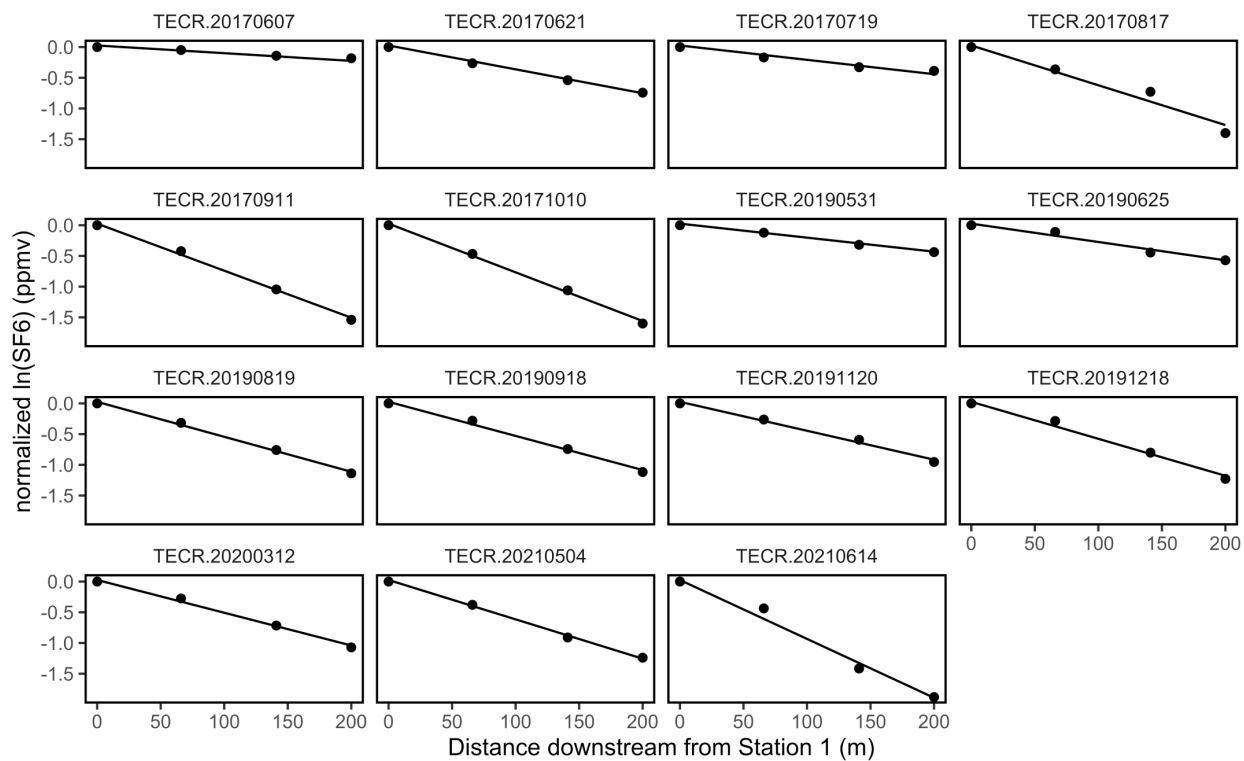 TECR.20170607 TECR.20170621 TECR.20170719 TECR.20170817
0.0
-0.5
-1.0
-1.5
TECR.20170911 TECR.20171010 TECR.20190531 TECR.20190625
0.0
-0.5
-1.0
-1.5
normalized ln(SF6) (ppmv)
TECR.20190819 TECR.20190918 TECR.20191120 TECR.20191218
0.0
-0.5
-1.0
-1.5
0 50 100 150 200
TECR.20200312 TECR.20210504 TECR.20210614
0.0
-0.5
-1.0
-1.5
0 50 100 150 200 0 50 100 150 200 0 50 100 150 200
Distance downstream from Station 1 (m)